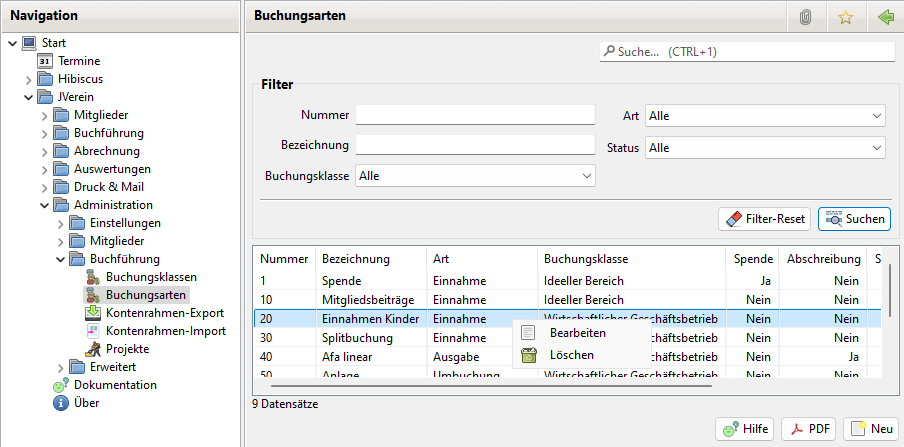 Navigation
Start
31 Termine
Hibiscus
JVerein
Mitglieder
Buchführung
Abrechnung
Auswertungen
Druck & Mail
Administration
Einstellungen
Mitglieder
Buchführung
Buchungsklassen
Buchungsarten
Kontenrahmen-Export
Kontenrahmen-Import
Projekte
Erweitert
Dokumentation
Über
Buchungsarten
Suche... (CTRL+1)
Filter
Nummer Art Alle
Bezeichnung Status Alle
Buchungsklasse Alle
Filter-Reset Suchen
Nummer Bezeichnung Art Buchungsklasse Spende Abschreibung S
1 Spende Einnahme Ideeller Bereich Ja Nein
10 Mitgliedsbeiträge Einnahme Ideeller Bereich Nein Nein
20 Einnahmen Kinder Einnahme Wirtschaftlicher Geschäftsbetrieb Nein Nein
30 Splitbuchung Einnahme häftsbetrieb Nein Nein
40 Afa linear Ausgabe häftsbetrieb Nein Ja
50 Anlage Umbuchung Wirtschaftlicher Geschäftsbetrieb Nein Nein
Bearbeiten
Löschen
9 Datensätze
Hilfe PDF Neu